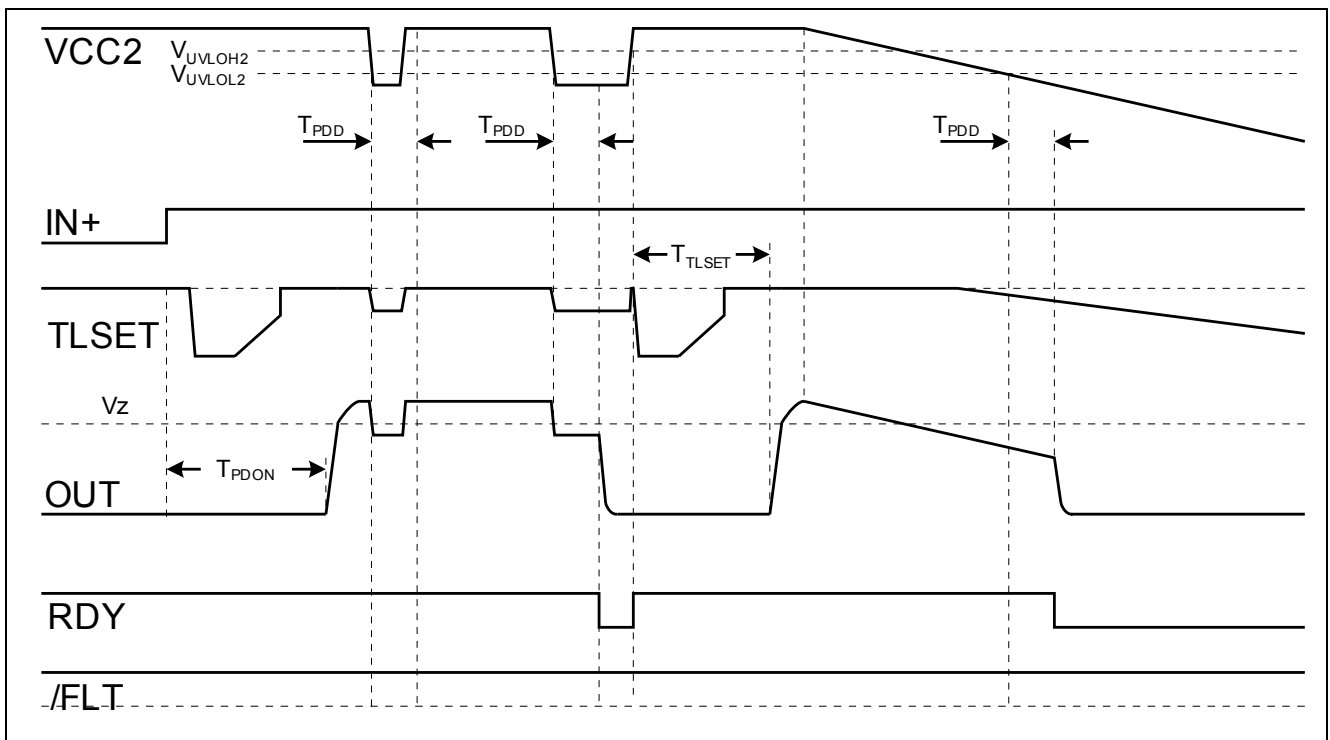 VCC2
VUVLOH2
VUVLOL2
TPDD TPDD TPDD
IN+
TTLSET
TLSET
Vz
TPDON
OUT
RDY
/FLT